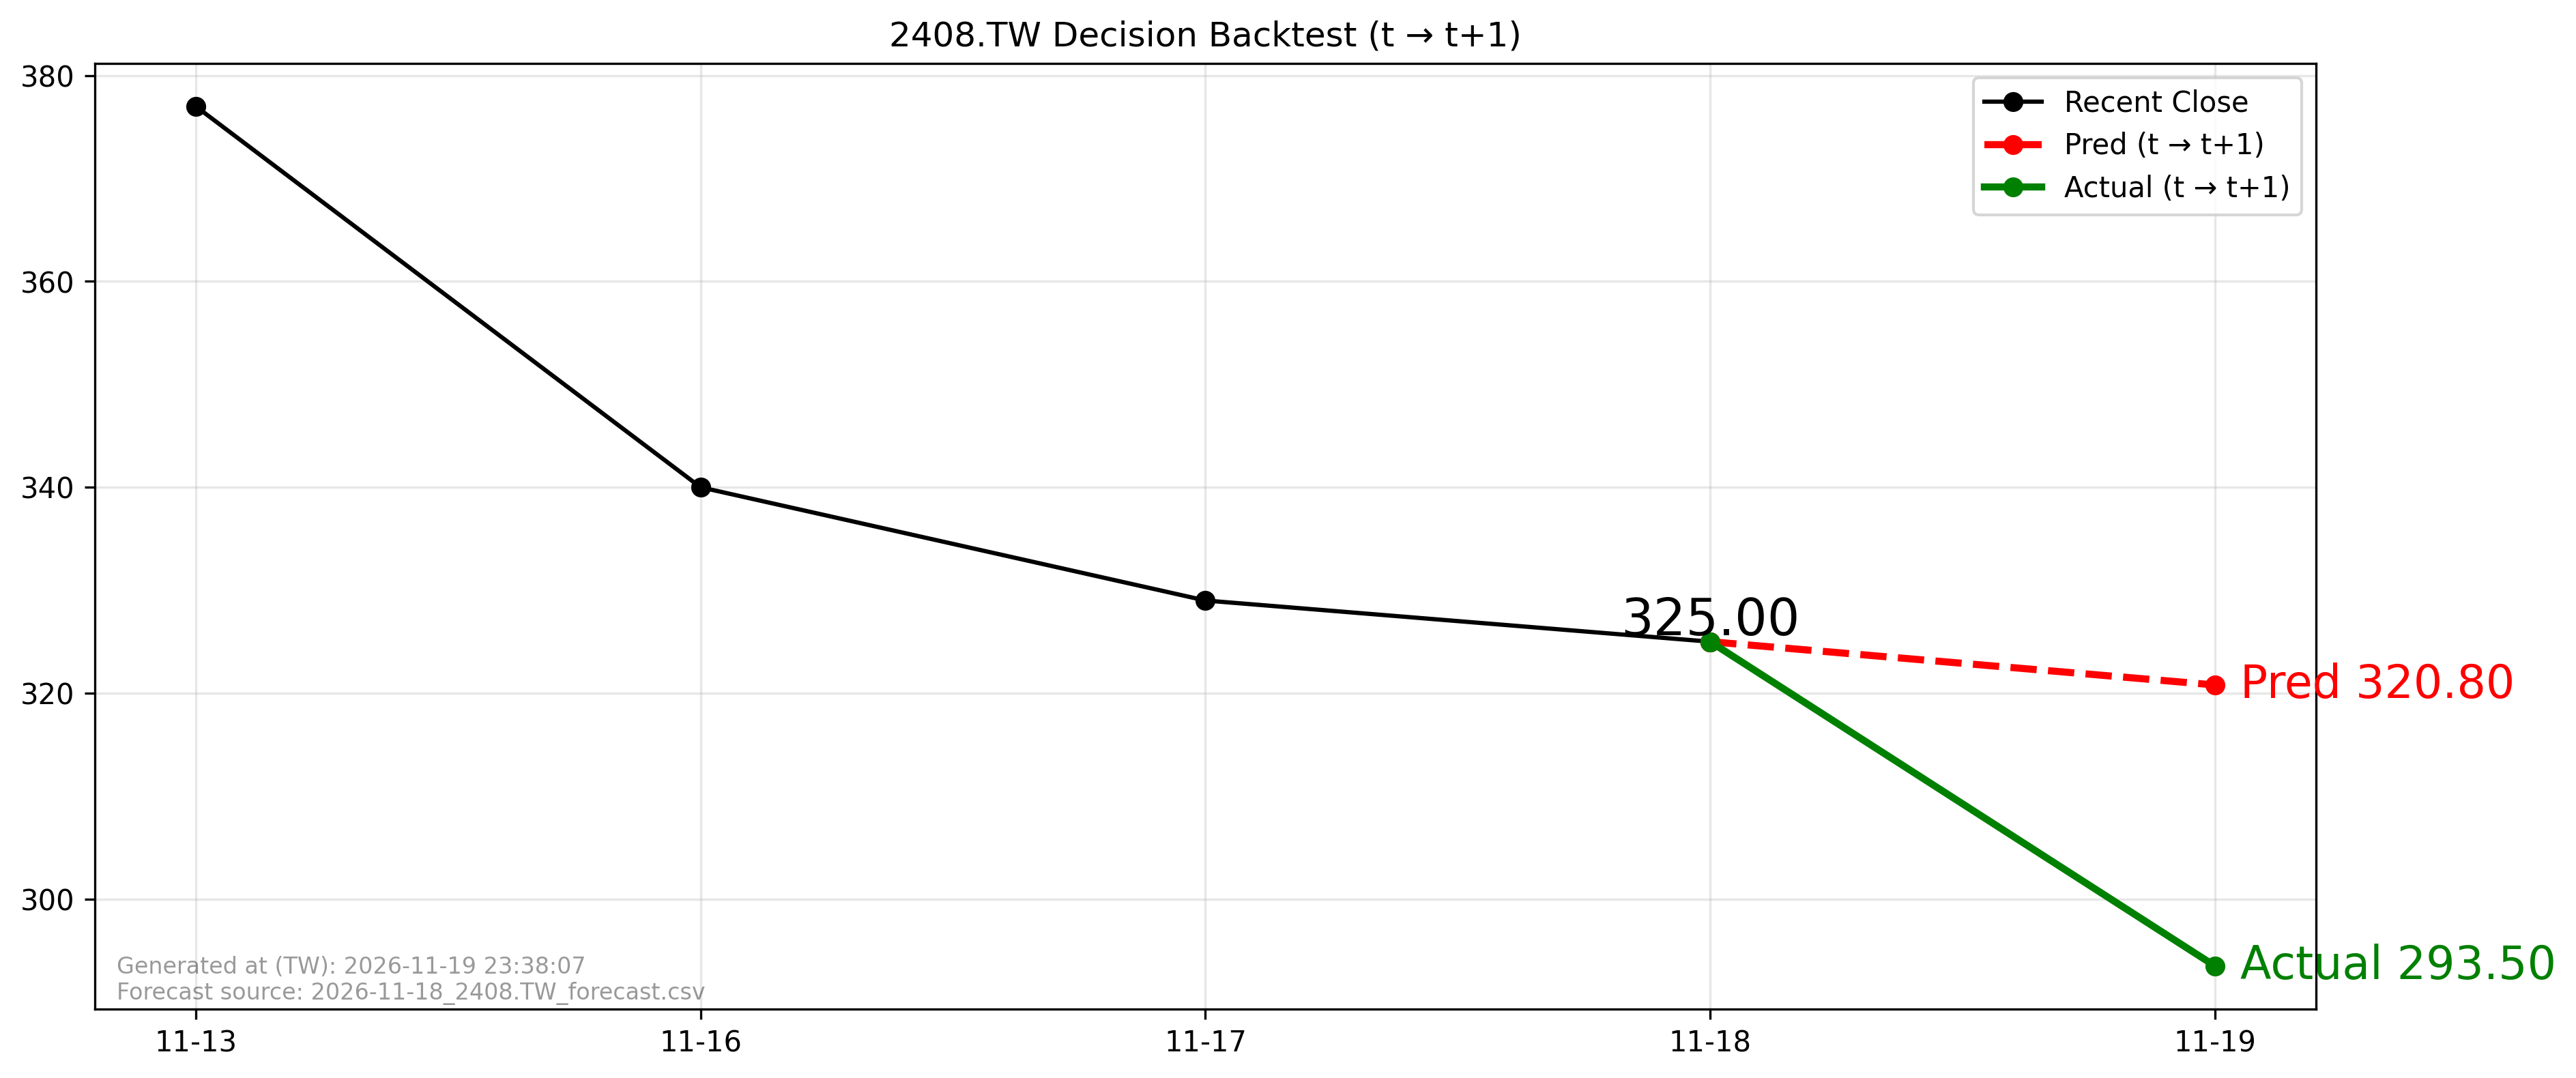 2408.TW Decision Backtest (t → t+1)
380
360
340
320
300
Recent Close
Pred (t → t+1)
Actual (t → t+1)
325.00
Pred 320.80
Actual 293.50
Generated at (TW): 2026-11-19 23:38:07
Forecast source: 2026-11-18_2408.TW_forecast.csv
11-13
11-16
11-17
11-18
11-19